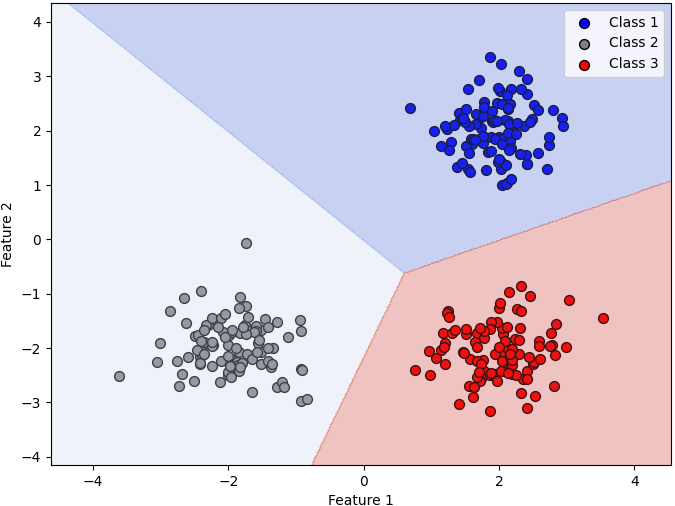 Class 1
Class 2
Class 3
4
3
2
1
0
−1
−2
−3
−4
Feature 2
−4
−2
0
2
4
Feature 1